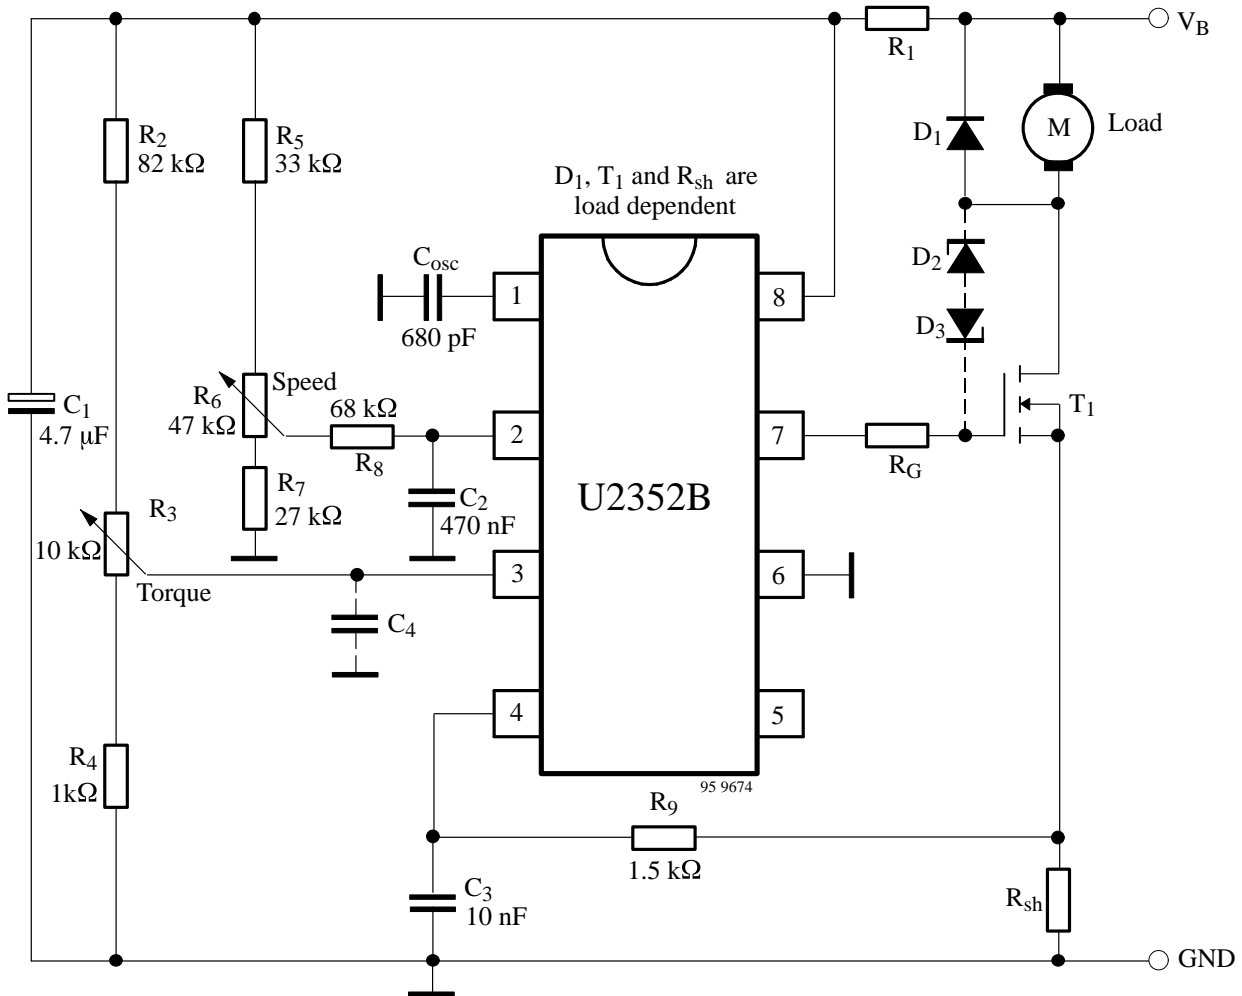 V_B
R_1
R_2
82 kΩ
R_5
33 kΩ
D_1
M
Load
D_1, T_1 and R_sh are
load dependent
C_osc
680 pF
1
8
D_2
D_3
Speed
R_6
47 kΩ
68 kΩ
R_8
C_1
4.7 μF
2
7
R_G
T_1
R_7
27 kΩ
C_2
470 nF
U2352B
R_3
10 kΩ
Torque
3
6
C_4
4
5
R_4
1kΩ
95 9674
R_9
1.5 kΩ
C_3
10 nF
R_sh
GND